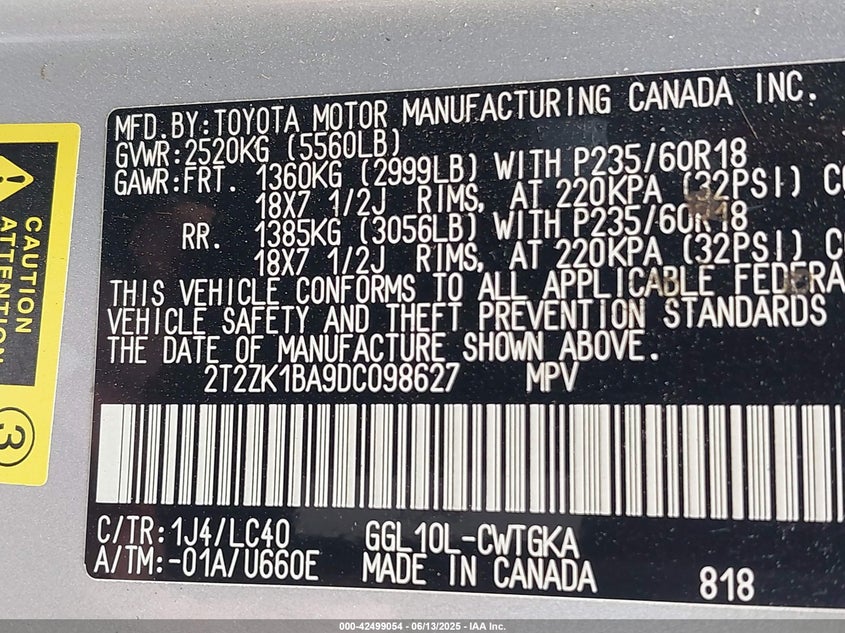 MFD.BY:TOYOTA MOTOR MANUFACTURING CANADA INC.
GVWR:2520KG (5560LB)
GAWR:FRT. 1360KG (2999LB) WITH P235/60R18
18X7 1/2J RIMS, AT 220KPA (32PSI) CO
RR. 1385KG (3056LB) WITH P235/60R18
18X7 1/2J RIMS, AT 220KPA (32PSI) C
THIS VEHICLE CONFORMS TO ALL APPLICABLE FEDERA
VEHICLE SAFETY AND THEFT PREVENTION STANDARDS
THE DATE OF MANUFACTURE SHOWN ABOVE.
2T2ZK1BA9DC098627 MPV
C/TR:1J4/LC40 GGL10L-CWTGKA
A/TM:-01A/U660E MADE IN CANADA 818
CAUTION
ATTENTION
3
000-42499054 - 06/13/2025 - IAA Inc.